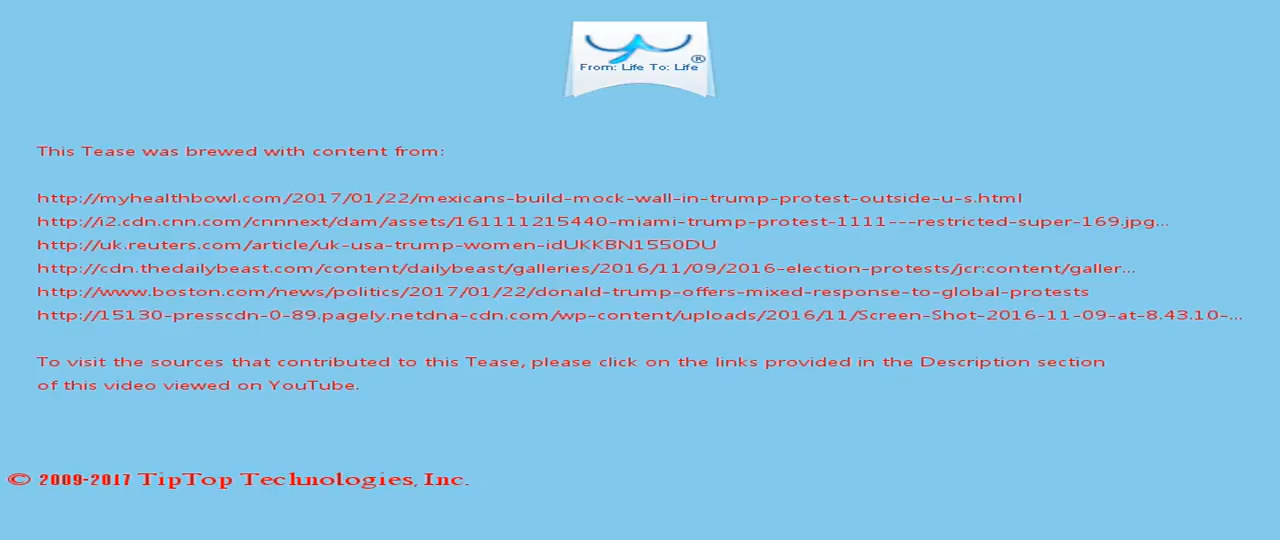 From: Life To: Life ®
This Tease was brewed with content from:
http://myhealthbowl.com/2017/01/22/mexicans-build-mock-wall-in-trump-protest-outside-u-s.html
http://i2.cdn.cnn.com/cnnnext/dam/assets/161111215440-miami-trump-protest-1111---restricted-super-169.jpg...
http://uk.reuters.com/article/uk-usa-trump-women-idUKKBN1550DU
http://cdn.thedailybeast.com/content/dailybeast/galleries/2016/11/09/2016-election-protests/jcr:content/galler...
http://www.boston.com/news/politics/2017/01/22/donald-trump-offers-mixed-response-to-global-protests
http://15130-presscdn-0-89.pagely.netdna-cdn.com/wp-content/uploads/2016/11/Screen-Shot-2016-11-09-at-8.43.10-...
To visit the sources that contributed to this Tease, please click on the links provided in the Description section
of this video viewed on YouTube.
© 2009-2017 TipTop Technologies, Inc.